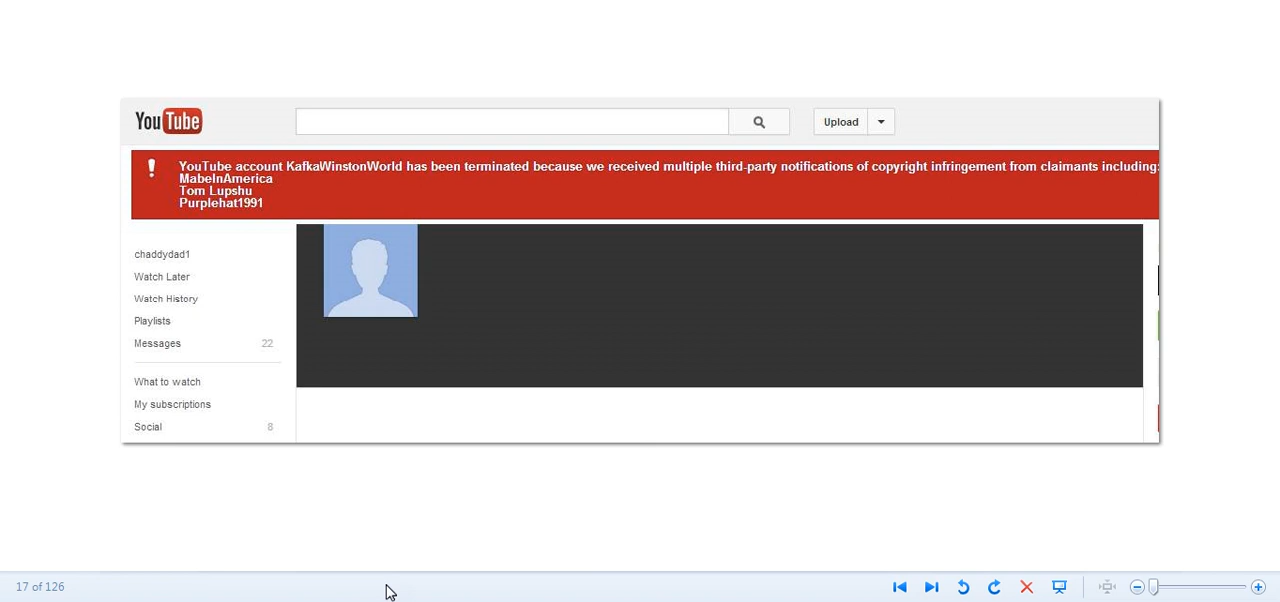 YouTube
Upload
YouTube account KafkaWinstonWorld has been terminated because we received multiple third-party notifications of copyright infringement from claimants including:
MabeInAmerica
Tom Lupshu
Purplehat1991
chaddydad1
Watch Later
Watch History
Playlists
Messages 22
What to watch
My subscriptions
Social 8
17 of 126